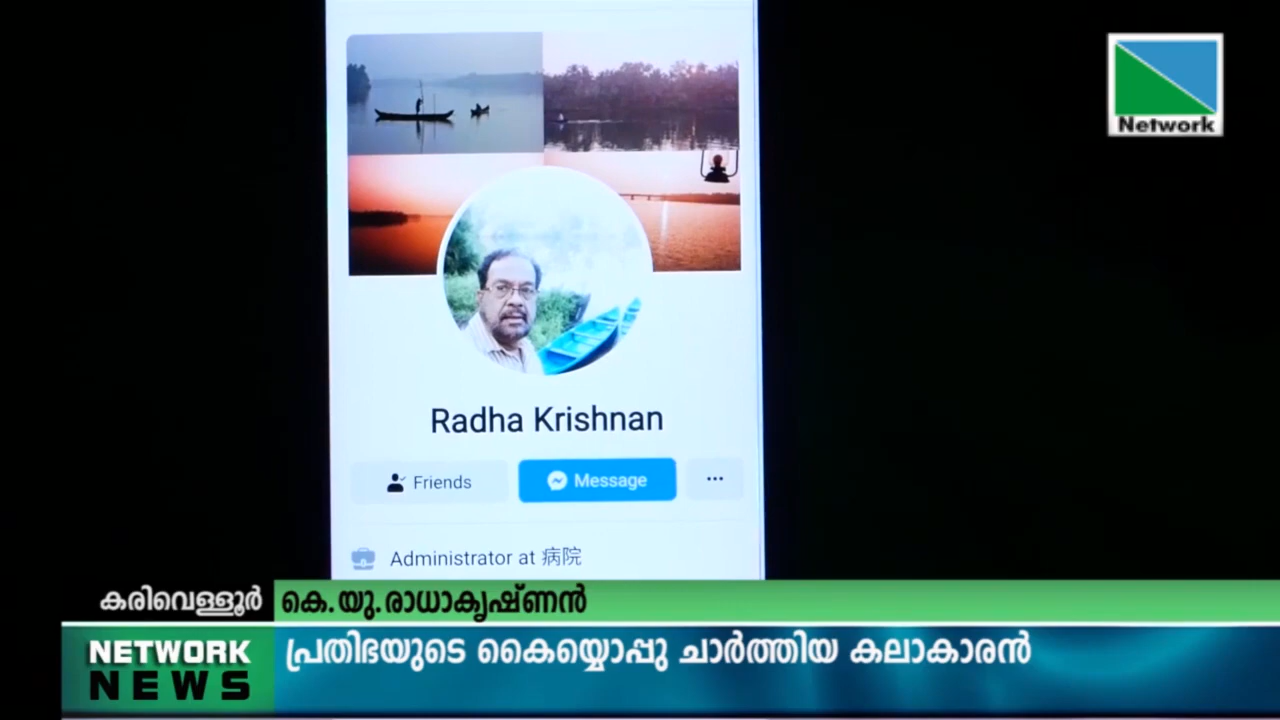 Network
Radha Krishnan
Friends
Message
Administrator at 病院
കരിവെള്ളൂർ
കെ.യു.രാധാകൃഷ്ണൻ
NETWORK
NEWS
പ്രതിഭയുടെ കൈയ്യൊപ്പു ചാർത്തിയ കലാകാരൻ